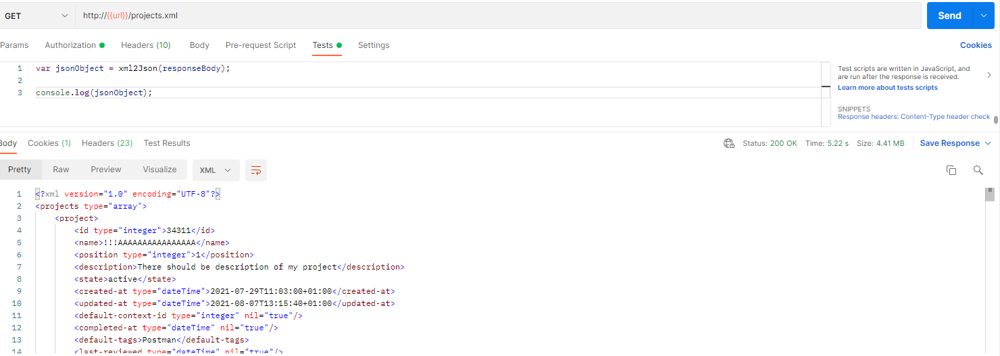 GET http://{{url}}/projects.xml Send
Params Authorization Headers (10) Body Pre-request Script Tests Settings Cookies
1 var jsonObject = xml2Json(responseBody);
2
3 console.log(jsonObject);
Test scripts are written in JavaScript, and
are run after the response is received.
Learn more about tests scripts
SNIPPETS
Response headers: Content-Type header check
Body Cookies (1) Headers (23) Test Results Status: 200 OK Time: 5.22 s Size: 4.41 MB Save Response
Pretty Raw Preview Visualize XML
1 <?xml version="1.0" encoding="UTF-8"?>
2 <projects type="array">
3 <project>
4 <id type="integer">34311</id>
5 <name>!!!AAAAAAAAAAAAAAAA</name>
6 <position type="integer">1</position>
7 <description>There should be description of my project</description>
8 <state>active</state>
9 <created-at type="dateTime">2021-07-29T11:03:00+01:00</created-at>
10 <updated-at type="dateTime">2021-08-07T13:15:40+01:00</updated-at>
11 <default-context-id type="integer" nil="true"/>
12 <completed-at type="dateTime" nil="true"/>
13 <default-tags>Postman</default-tags>
14 <last-reviewed type="dateTime" nil="true"/>